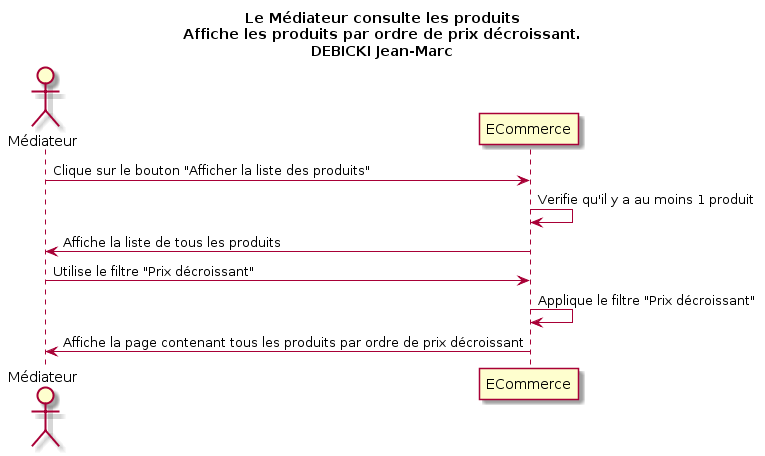 Le Médiateur consulte les produits
Affiche les produits par ordre de prix décroissant.
DEBICKI Jean-Marc
Médiateur
ECommerce
Clique sur le bouton "Afficher la liste des produits"
Verifie qu'il y a au moins 1 produit
Affiche la liste de tous les produits
Utilise le filtre "Prix décroissant"
Applique le filtre "Prix décroissant"
Affiche la page contenant tous les produits par ordre de prix décroissant
Médiateur
ECommerce